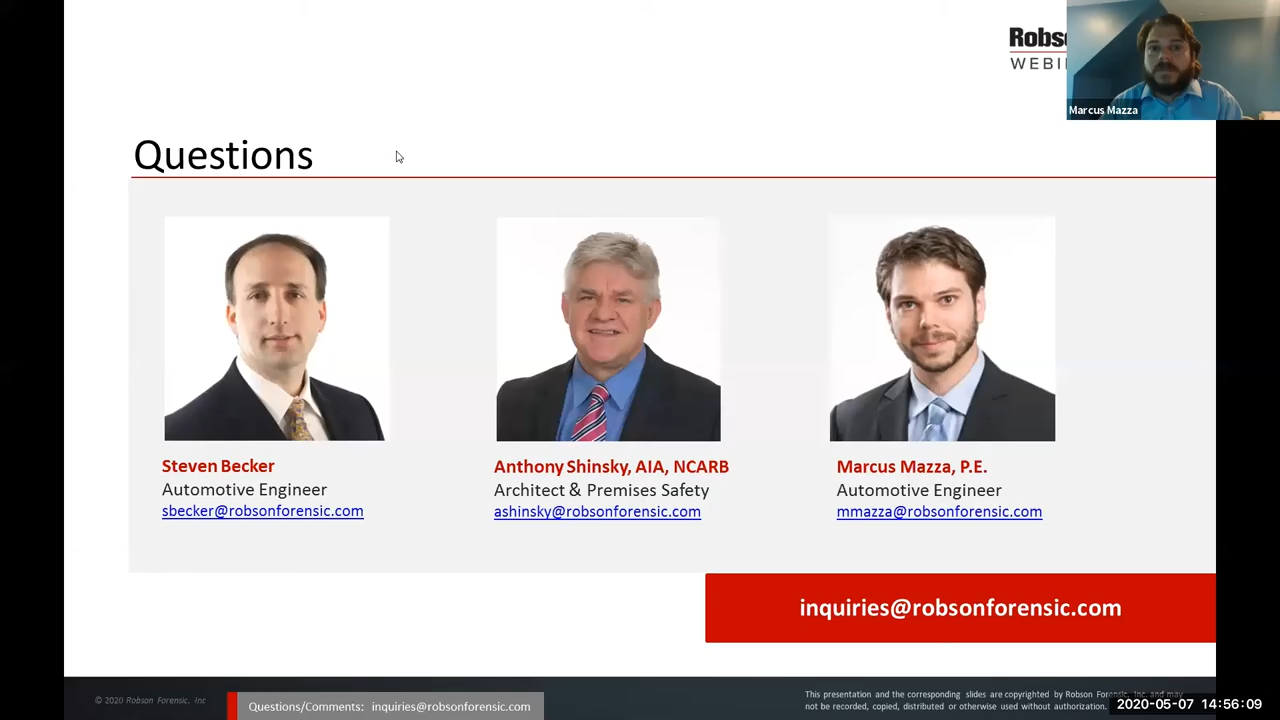 Robs
WEBI
Marcus Mazza
Questions
Steven Becker
Automotive Engineer
sbecker@robsonforensic.com
Anthony Shinsky, AIA, NCARB
Architect & Premises Safety
ashinsky@robsonforensic.com
Marcus Mazza, P.E.
Automotive Engineer
mmazza@robsonforensic.com
inquiries@robsonforensic.com
© 2020 Robson Forensic, Inc
Questions/Comments: inquiries@robsonforensic.com
This presentation and the corresponding slides are copyrighted by Robson Forensic, Inc. and may
not be recorded, copied, distributed or otherwise used without authorization.
2020-05-07 14:56:09